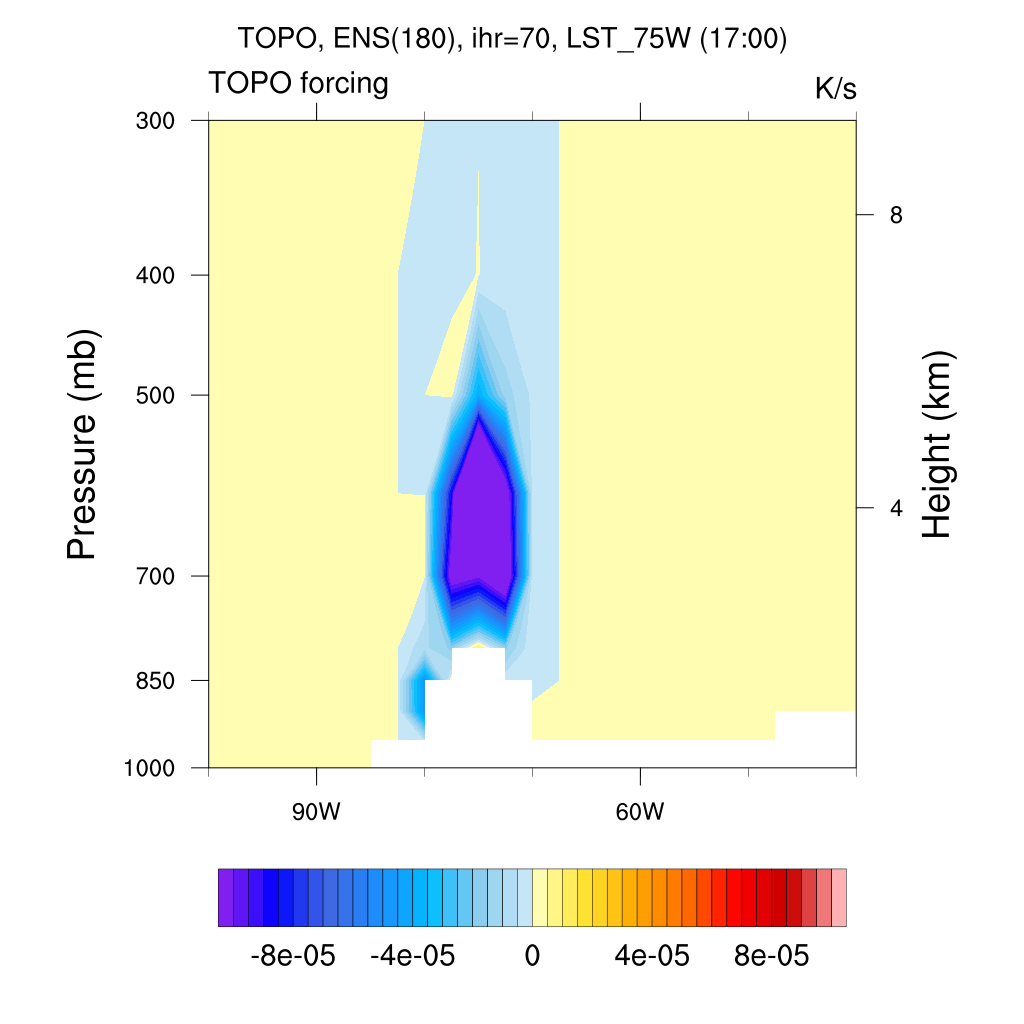 TOPO, ENS(180), ihr=70, LST_75W (17:00)
TOPO forcing K/s
300
400
500
700
850
1000
Pressure (mb)
8
4
Height (km)
90W 60W
-8e-05 -4e-05 0 4e-05 8e-05